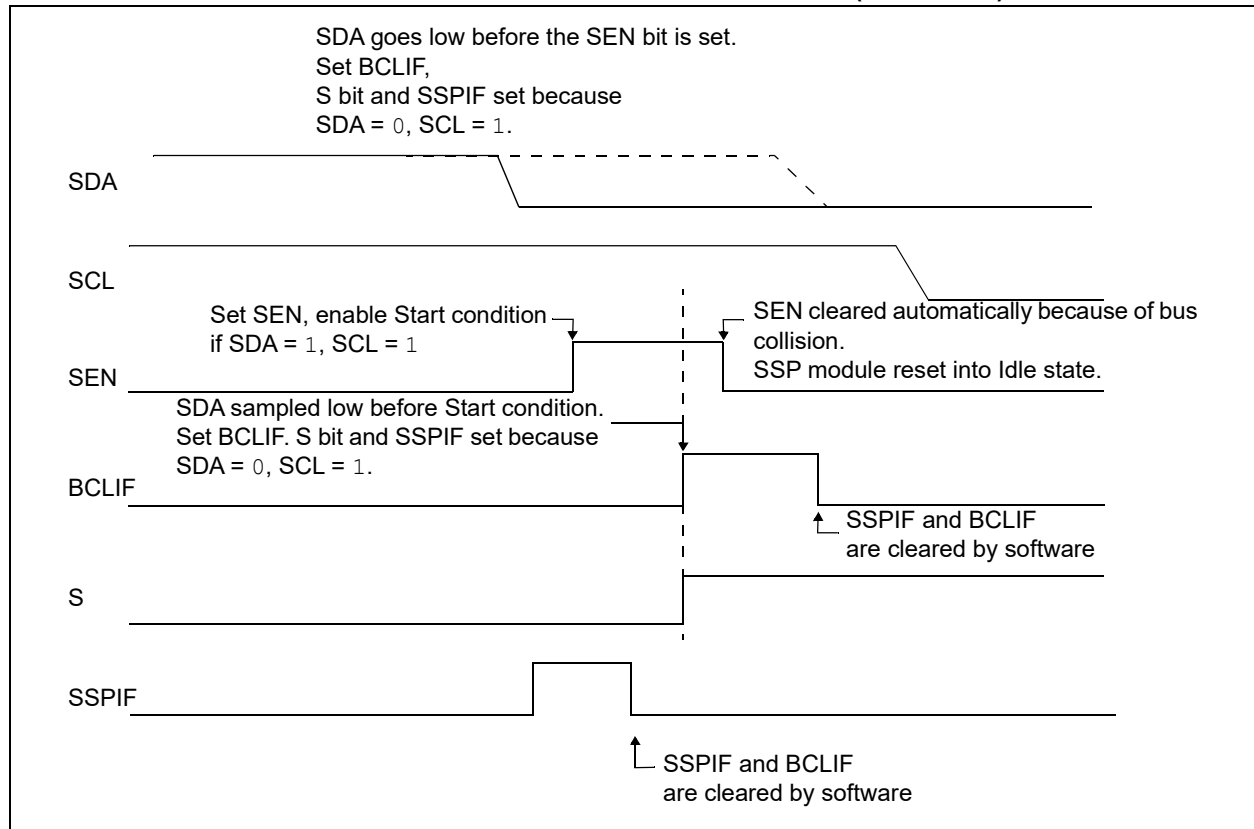 SDA goes low before the SEN bit is set.
Set BCLIF,
S bit and SSPIF set because
SDA = 0, SCL = 1.
SDA
SCL
Set SEN, enable Start condition
if SDA = 1, SCL = 1
SEN cleared automatically because of bus
collision.
SSP module reset into Idle state.
SEN
SDA sampled low before Start condition.
Set BCLIF. S bit and SSPIF set because
SDA = 0, SCL = 1.
BCLIF
SSPIF and BCLIF
are cleared by software
S
SSPIF
SSPIF and BCLIF
are cleared by software